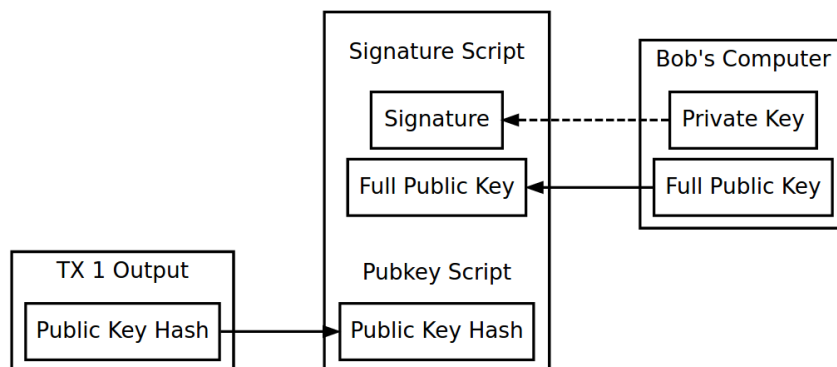 Signature Script
Signature
Full Public Key
Pubkey Script
Public Key Hash
Bob's Computer
Private Key
Full Public Key
TX 1 Output
Public Key Hash